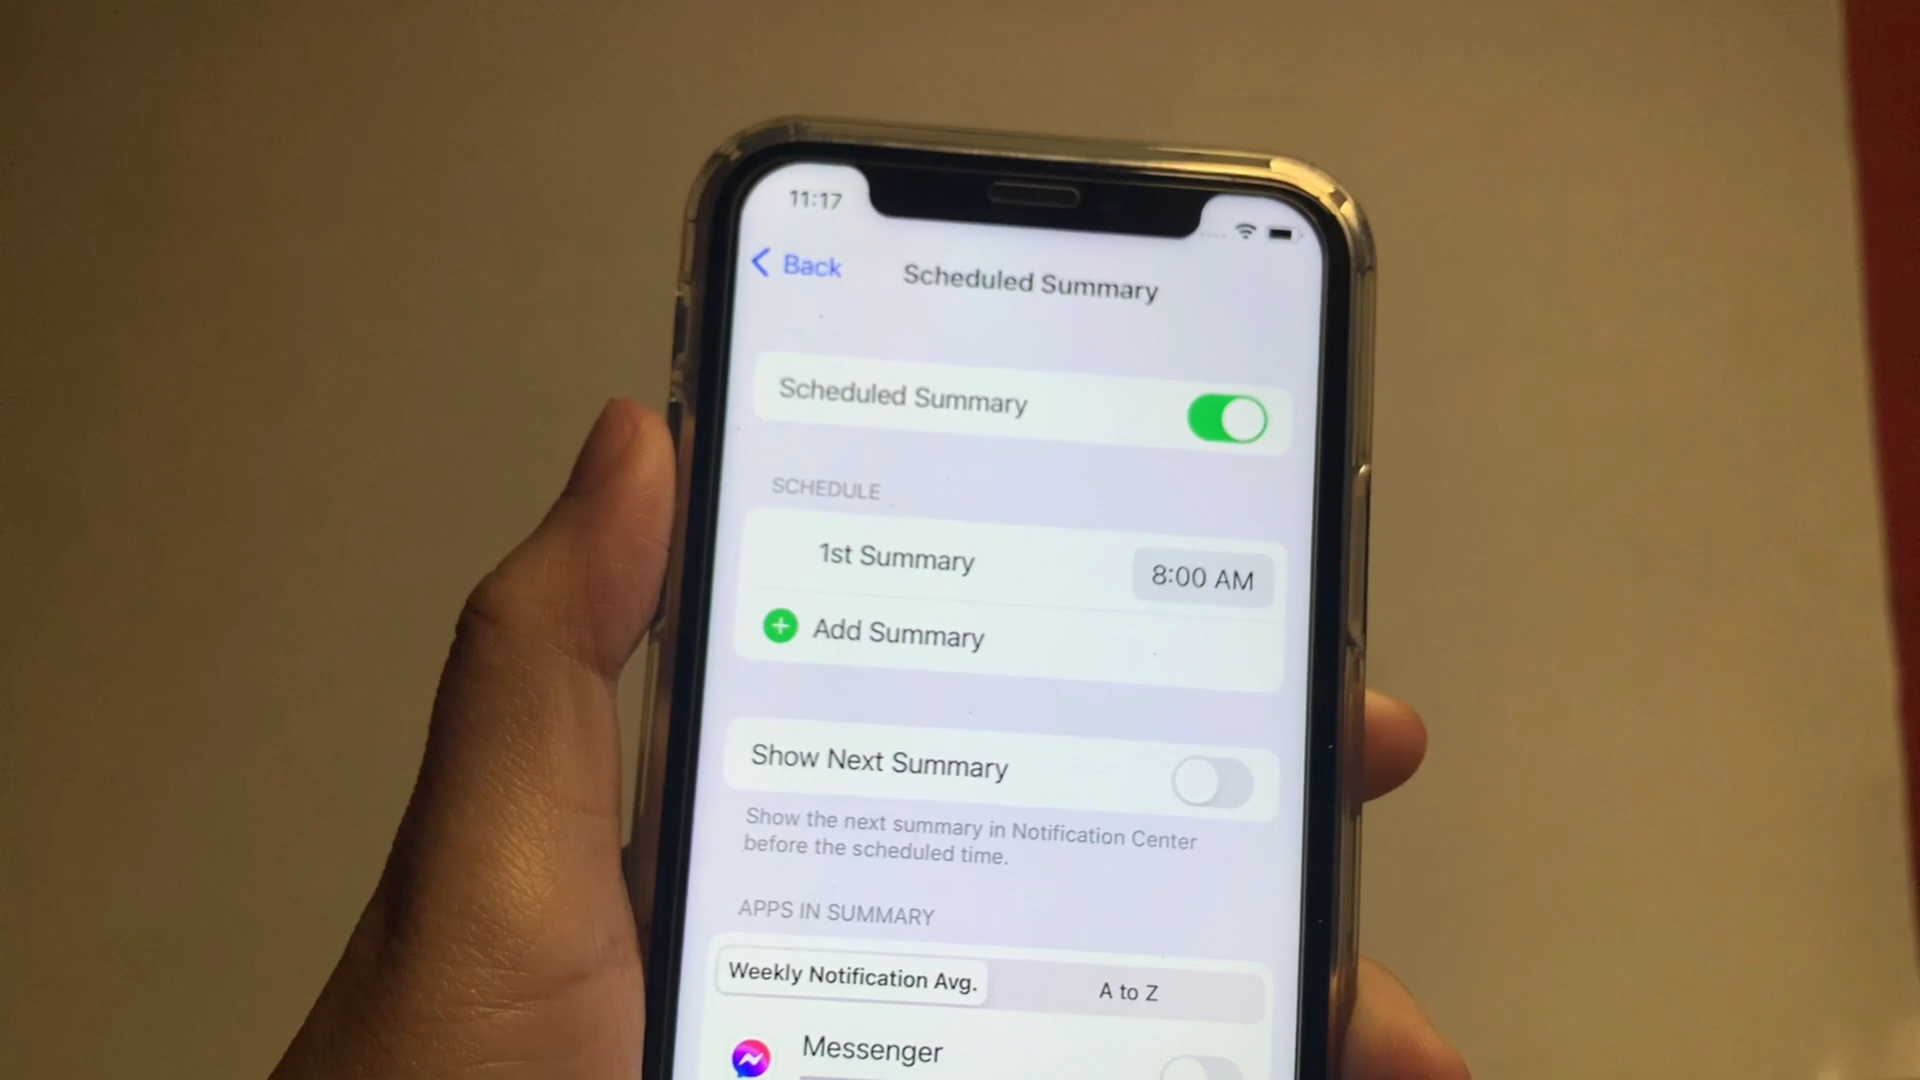 11:17
Back
Scheduled Summary
Scheduled Summary
SCHEDULE
1st Summary
8:00 AM
Add Summary
Show Next Summary
Show the next summary in Notification Center
before the scheduled time.
APPS IN SUMMARY
Weekly Notification Avg.
A to Z
Messenger